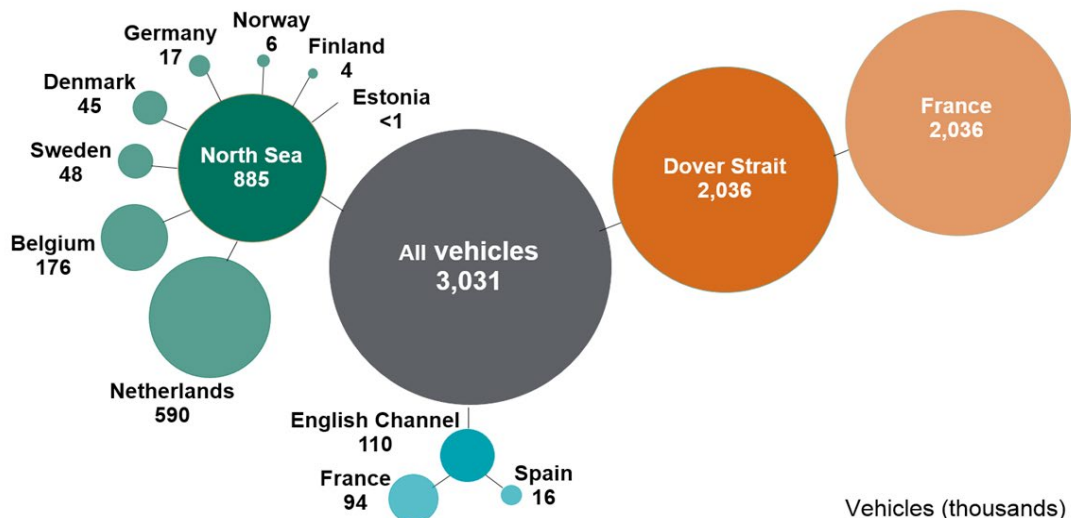 Norway
6
Germany
17
Finland
4
Denmark
45
Estonia
<1
Sweden
48
North Sea
885
Belgium
176
Netherlands
590
All vehicles
3,031
Dover Strait
2,036
France
2,036
English Channel
110
France
94
Spain
16
Vehicles (thousands)